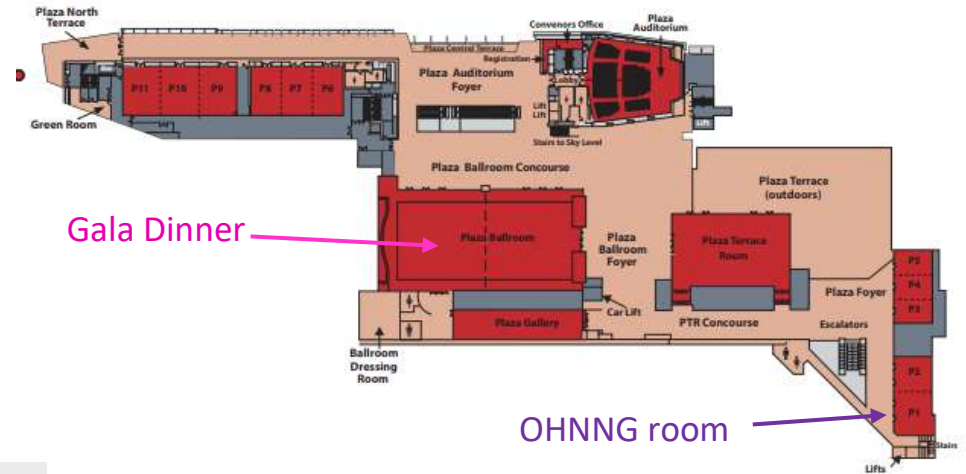 Plaza North
Terrace
Convenors Office
Plaza
Auditorium
Plaza Central Terrace
Registration
Lobby
P11
P10
P9
P8
P7
P6
Plaza Auditorium
Foyer
Lift
Lift
Lift
Green Room
Stairs to Sky Level
Plaza Ballroom Concourse
Plaza Terrace
(outdoors)
Gala Dinner
Plaza Ballroom
Plaza
Ballroom
Foyer
Plaza Terrace
Room
P5
P4
P3
Plaza Foyer
Car Lift
Plaza Gallery
PTR Concourse
Escalators
Ballroom
Dressing
Room
P2
P1
OHNNG room
Stairs
Lifts